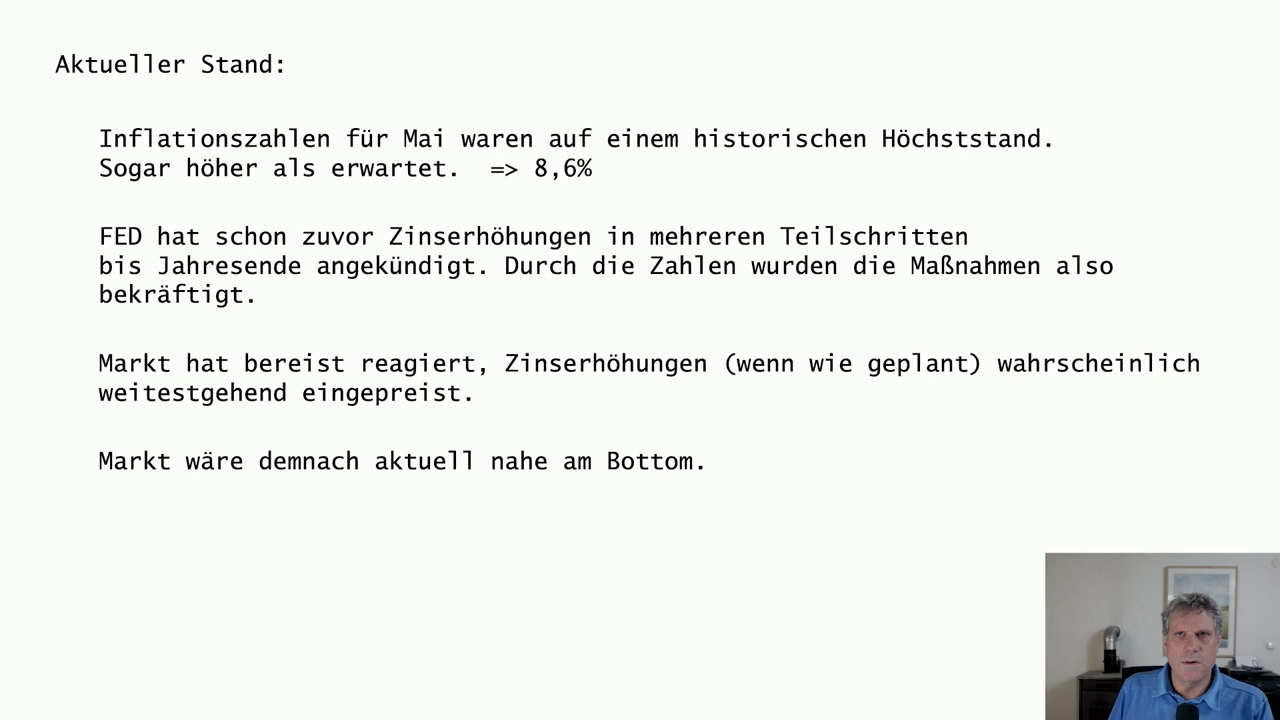 Aktueller Stand:
Inflationszahlen für Mai waren auf einem historischen Höchststand.
Sogar höher als erwartet. => 8,6%
FED hat schon zuvor Zinserhöhungen in mehreren Teilschritten
bis Jahresende angekündigt. Durch die Zahlen wurden die Maßnahmen also
bekräftigt.
Markt hat bereist reagiert, Zinserhöhungen (wenn wie geplant) wahrscheinlich
weitestgehend eingepreist.
Markt wäre demnach aktuell nahe am Bottom.